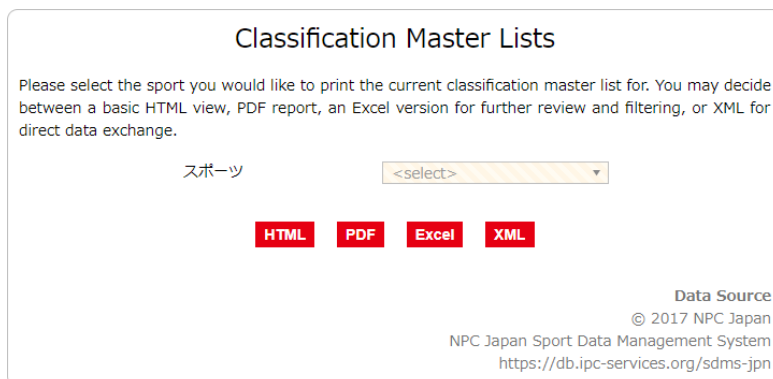 Classification Master Lists
Please select the sport you would like to print the current classification master list for. You may decide
between a basic HTML view, PDF report, an Excel version for further review and filtering, or XML for
direct data exchange.
スポーツ <select>
HTML PDF Excel XML
Data Source
© 2017 NPC Japan
NPC Japan Sport Data Management System
https://db.ipc-services.org/sdms-jpn